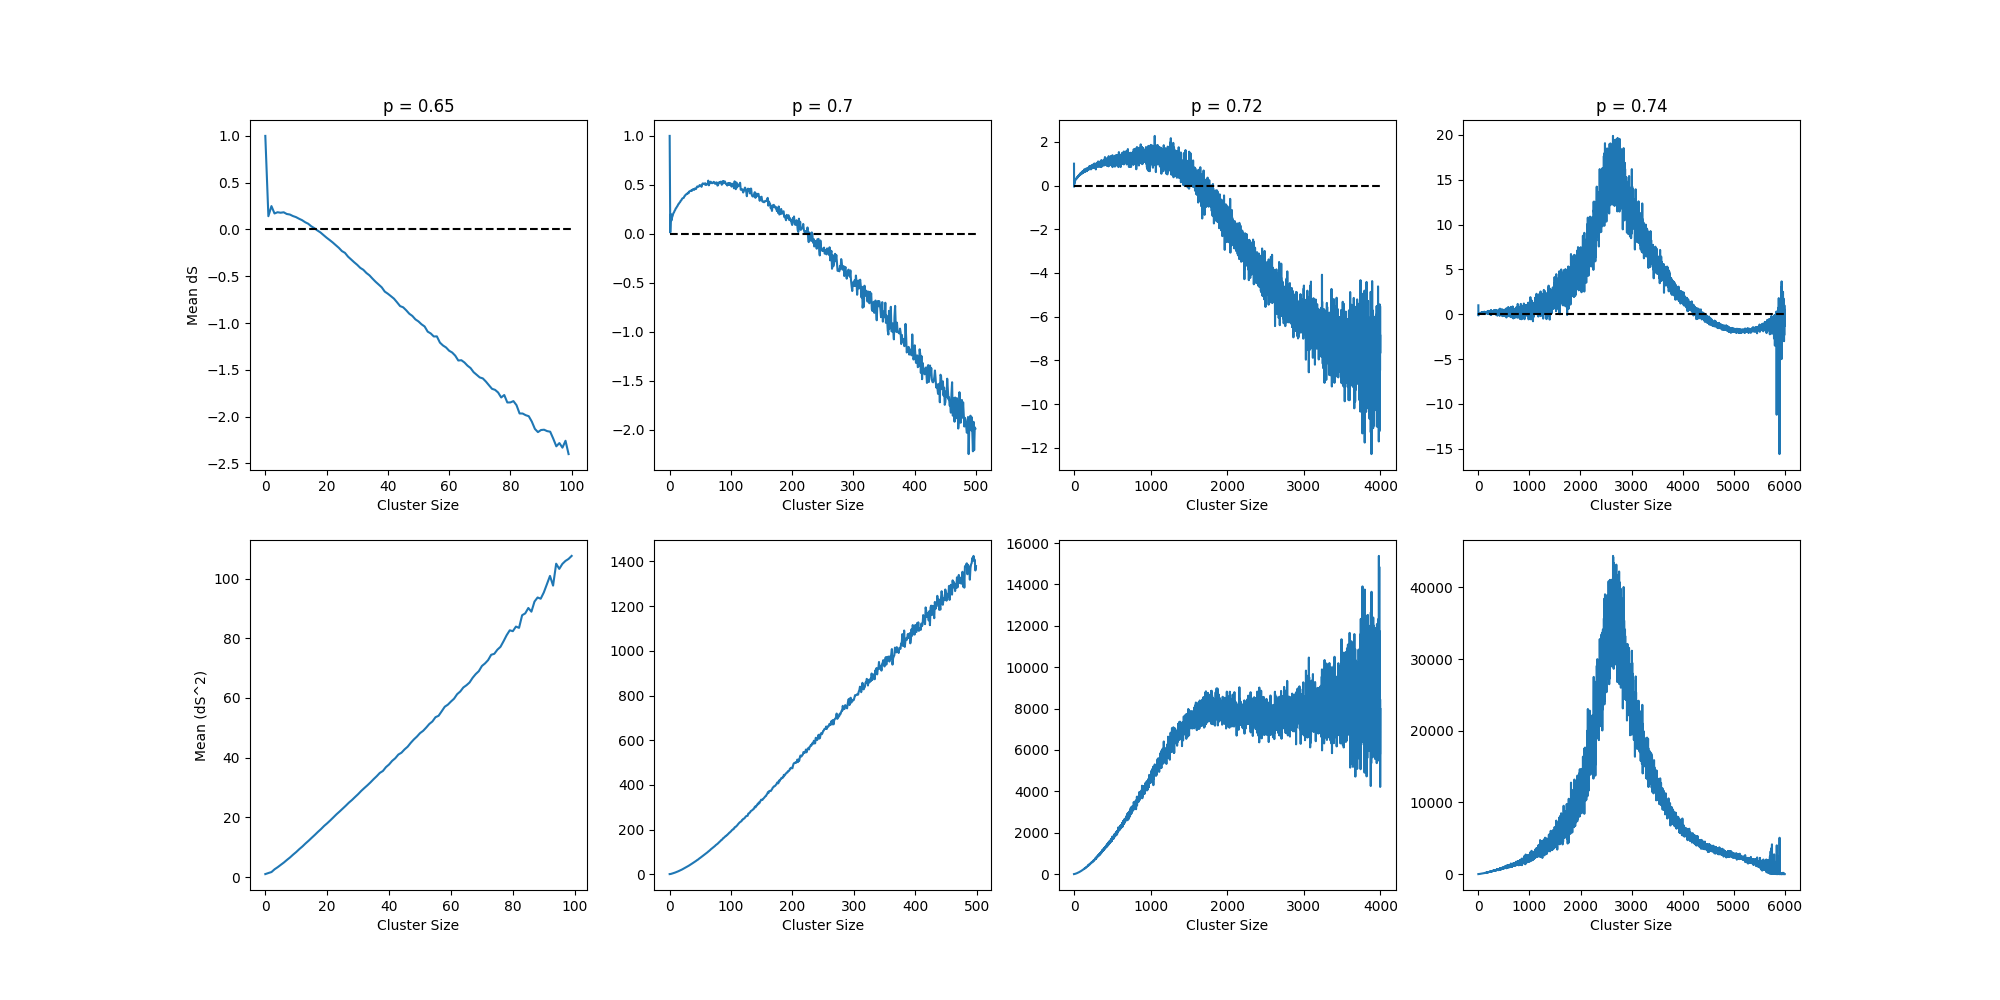 p = 0.65
p = 0.7
p = 0.72
p = 0.74
Mean dS
1.0
0.5
0.0
−0.5
−1.0
−1.5
−2.0
−2.5
0 20 40 60 80 100
Cluster Size
1.0
0.5
0.0
−0.5
−1.0
−1.5
−2.0
0 100 200 300 400 500
Cluster Size
2
0
−2
−4
−6
−8
−10
−12
0 1000 2000 3000 4000
Cluster Size
20
15
10
5
0
−5
−10
−15
0 1000 2000 3000 4000 5000 6000
Cluster Size
Mean (dS^2)
100
80
60
40
20
0
0 20 40 60 80 100
Cluster Size
1400
1200
1000
800
600
400
200
0
0 100 200 300 400 500
Cluster Size
16000
14000
12000
10000
8000
6000
4000
2000
0
0 1000 2000 3000 4000
Cluster Size
40000
30000
20000
10000
0
0 1000 2000 3000 4000 5000 6000
Cluster Size